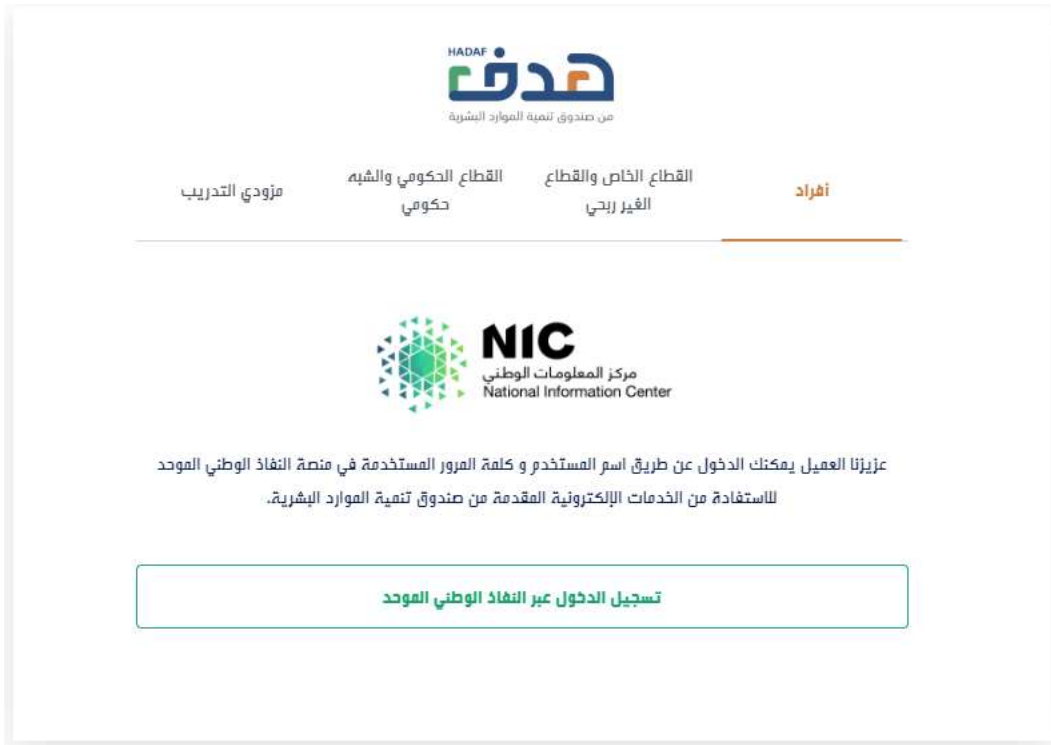 HADAF
هدف
من صندوق تنمية الموارد البشرية
أفراد
القطاع الخاص والقطاع
الغير ربحي
القطاع الحكومي والشبه
حكومي
مزودي التدريب
NIC
مركز المعلومات الوطني
National Information Center
عزيزنا العميل يمكنك الدخول عن طريق اسم المستخدم و كلمة المرور المستخدمة في منصة النفاذ الوطني الموحد
للاستفادة من الخدمات الإلكترونية المقدمة من صندوق تنمية الموارد البشرية.
تسجيل الدخول عبر النفاذ الوطني الموحد